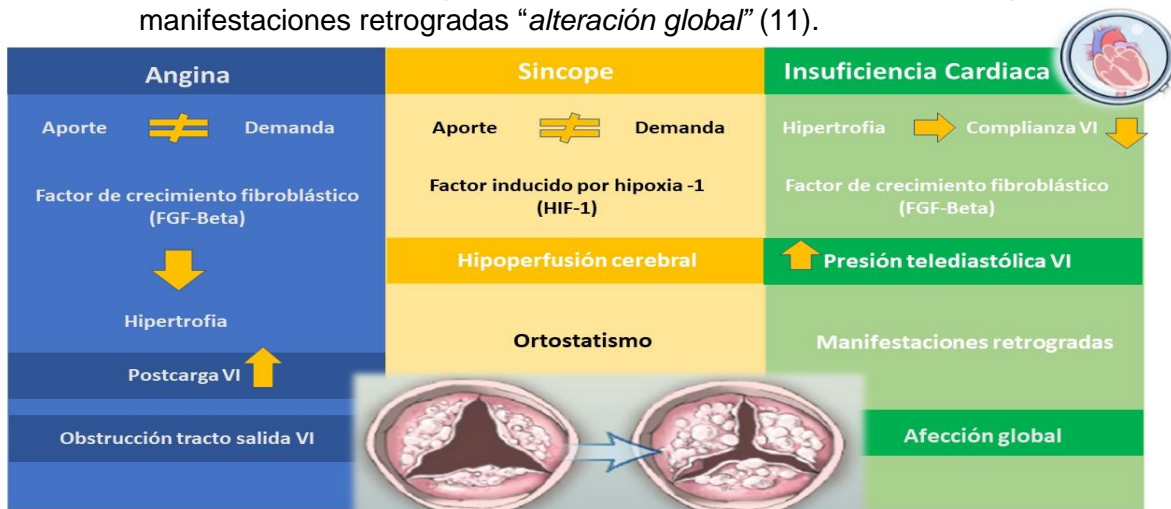 manifestaciones retrogradas “alteración global” (11).
Angina
Aporte Demanda
Factor de crecimiento fibroblástico
(FGF-Beta)
Hipertrofia
Postcarga VI
Obstrucción tracto salida VI
Sincope
Aporte Demanda
Factor inducido por hipoxia -1
(HIF-1)
Hipoperfusión cerebral
Ortostatismo
Insuficiencia Cardiaca
Hipertrofia Complianza VI
Factor de crecimiento fibroblástico
(FGF-Beta)
Presión telediastólica VI
Manifestaciones retrogradas
Afección global